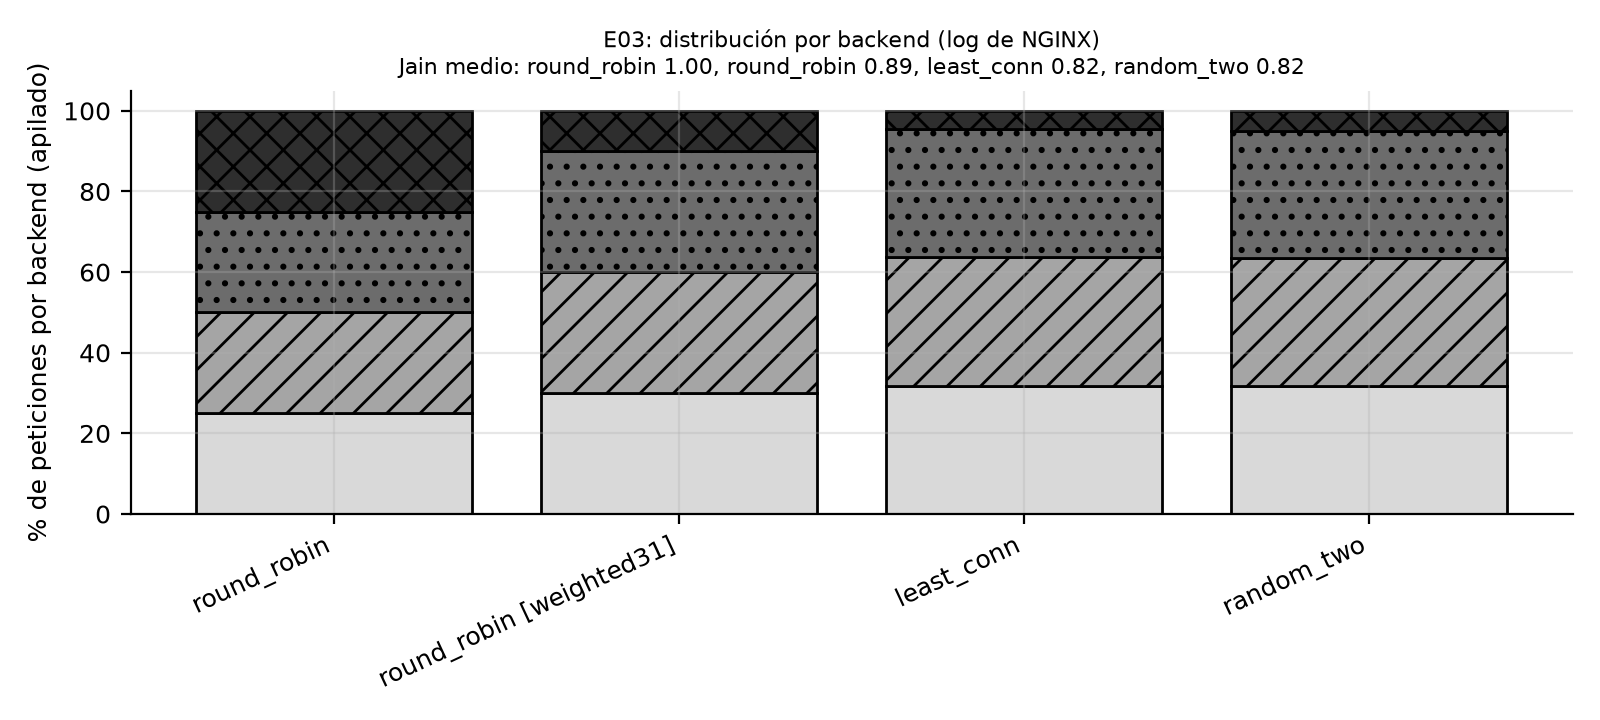 E03: distribución por backend (log de NGINX)
Jain medio: round_robin 1.00, round_robin 0.89, least_conn 0.82, random_two 0.82
% de peticiones por backend (apilado)
100
80
60
40
20
0
round_robin
round_robin [weighted31]
least_conn
random_two